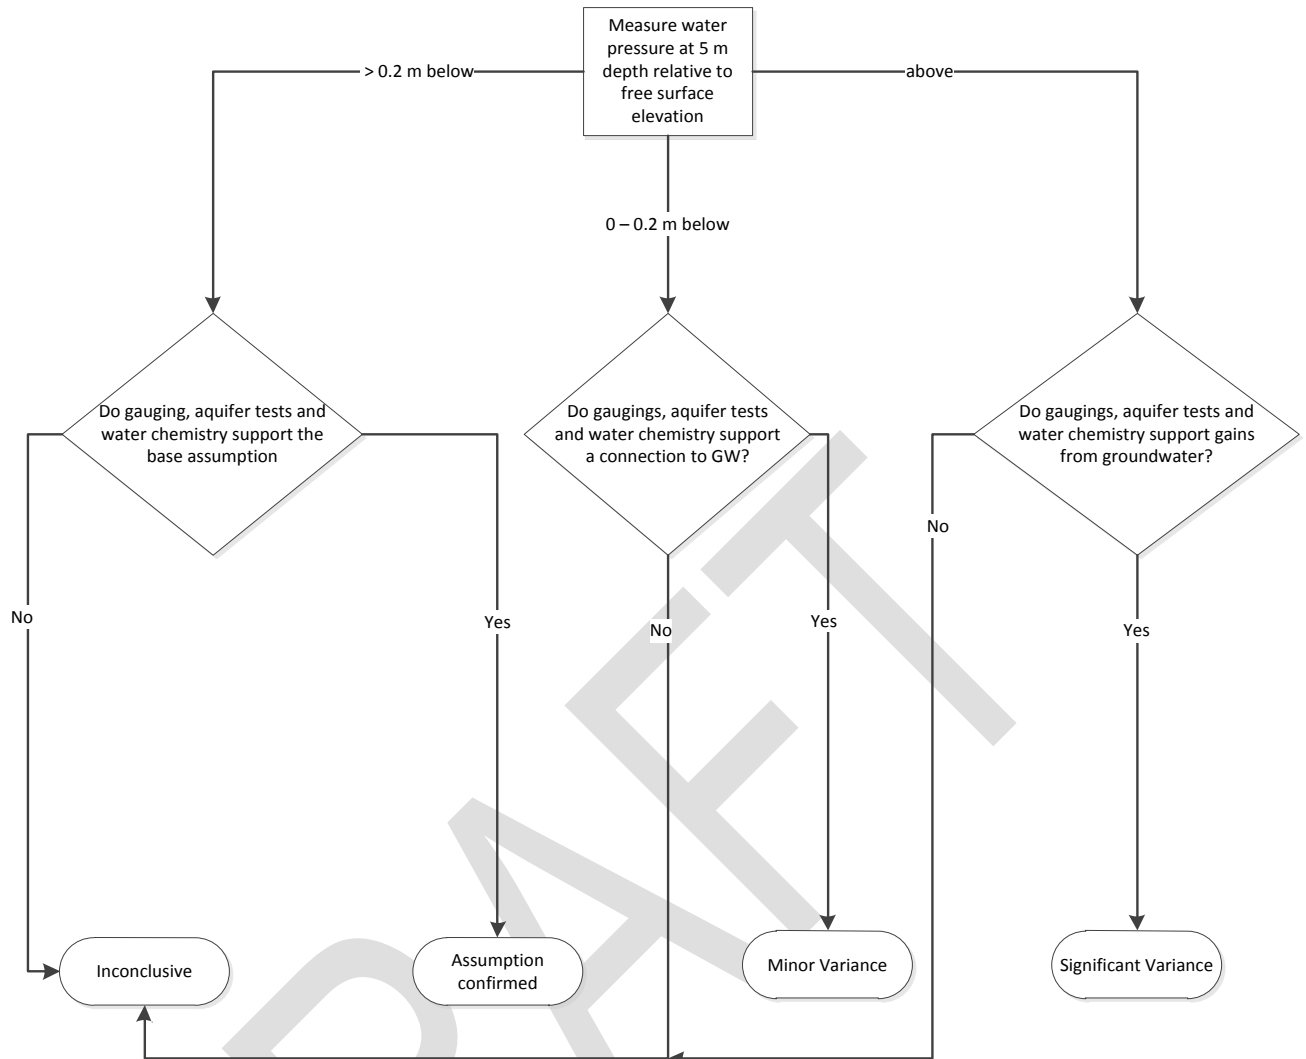 Measure water
pressure at 5 m
depth relative to
free surface
elevation
> 0.2 m below
above
0 – 0.2 m below
Do gauging, aquifer tests and
water chemistry support the
base assumption
Do gaugings, aquifer tests
and water chemistry support
a connection to GW?
Do gaugings, aquifer tests and
water chemistry support gains
from groundwater?
No
No
Yes
No
Yes
Yes
Inconclusive
Assumption
confirmed
Minor Variance
Significant Variance
RAFT